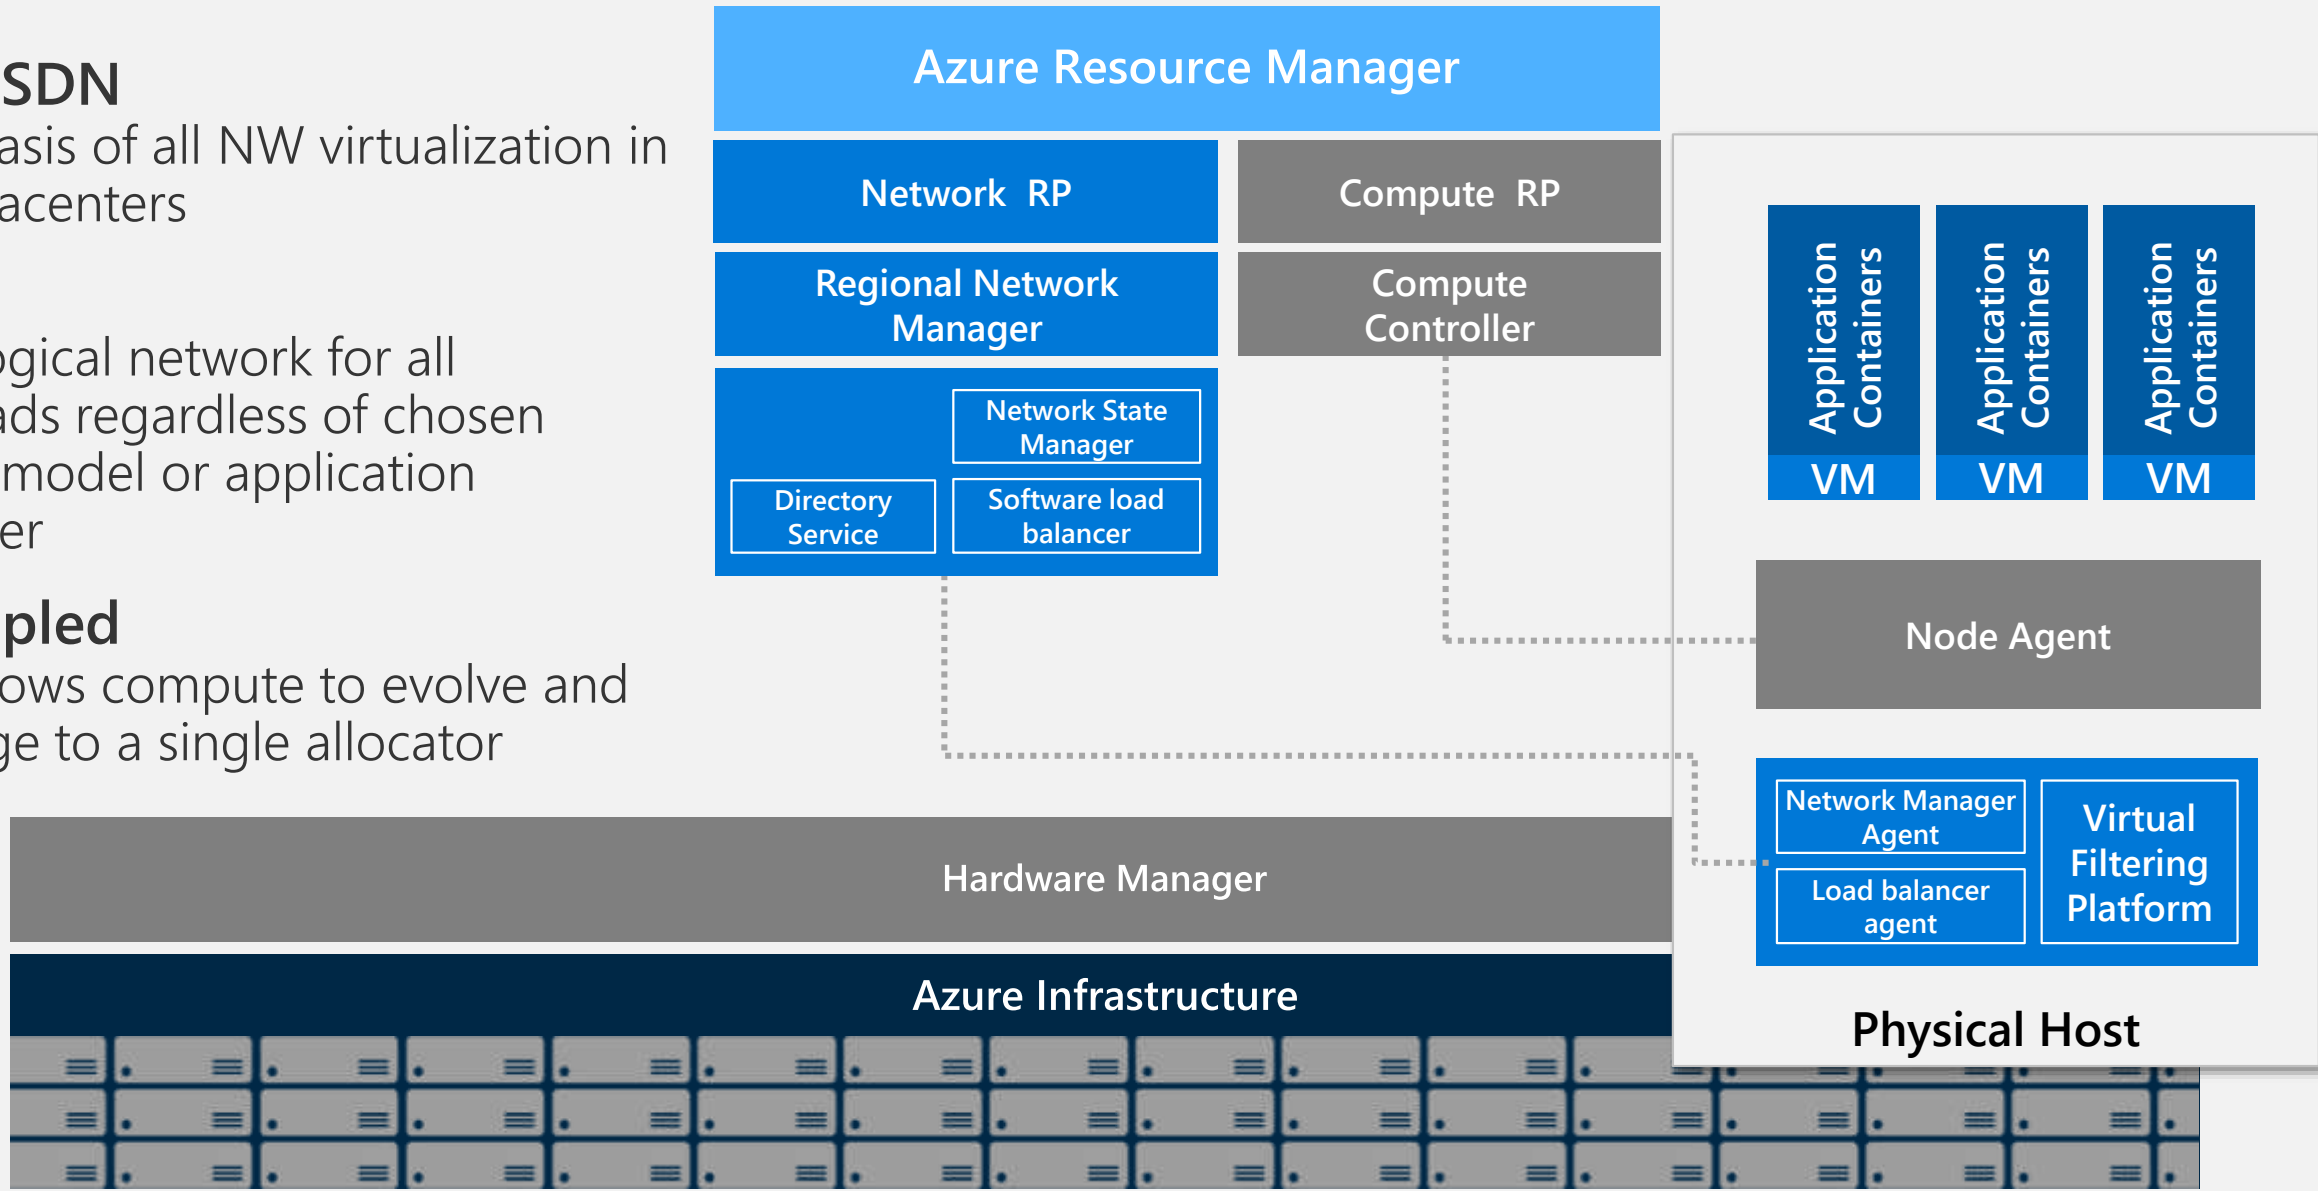 SDN
asis of all NW virtualization in
acenters
ogical network for all
ads regardless of chosen
model or application
er
pled
ows compute to evolve and
ge to a single allocator
Azure Resource Manager
Network RP
Compute RP
Regional Network
Manager
Compute
Controller
Network State
Manager
Directory
Service
Software load
balancer
Application
Containers
VM
Application
Containers
VM
Application
Containers
VM
Node Agent
Network Manager
Agent
Load balancer
agent
Virtual
Filtering
Platform
Physical Host
Hardware Manager
Azure Infrastructure